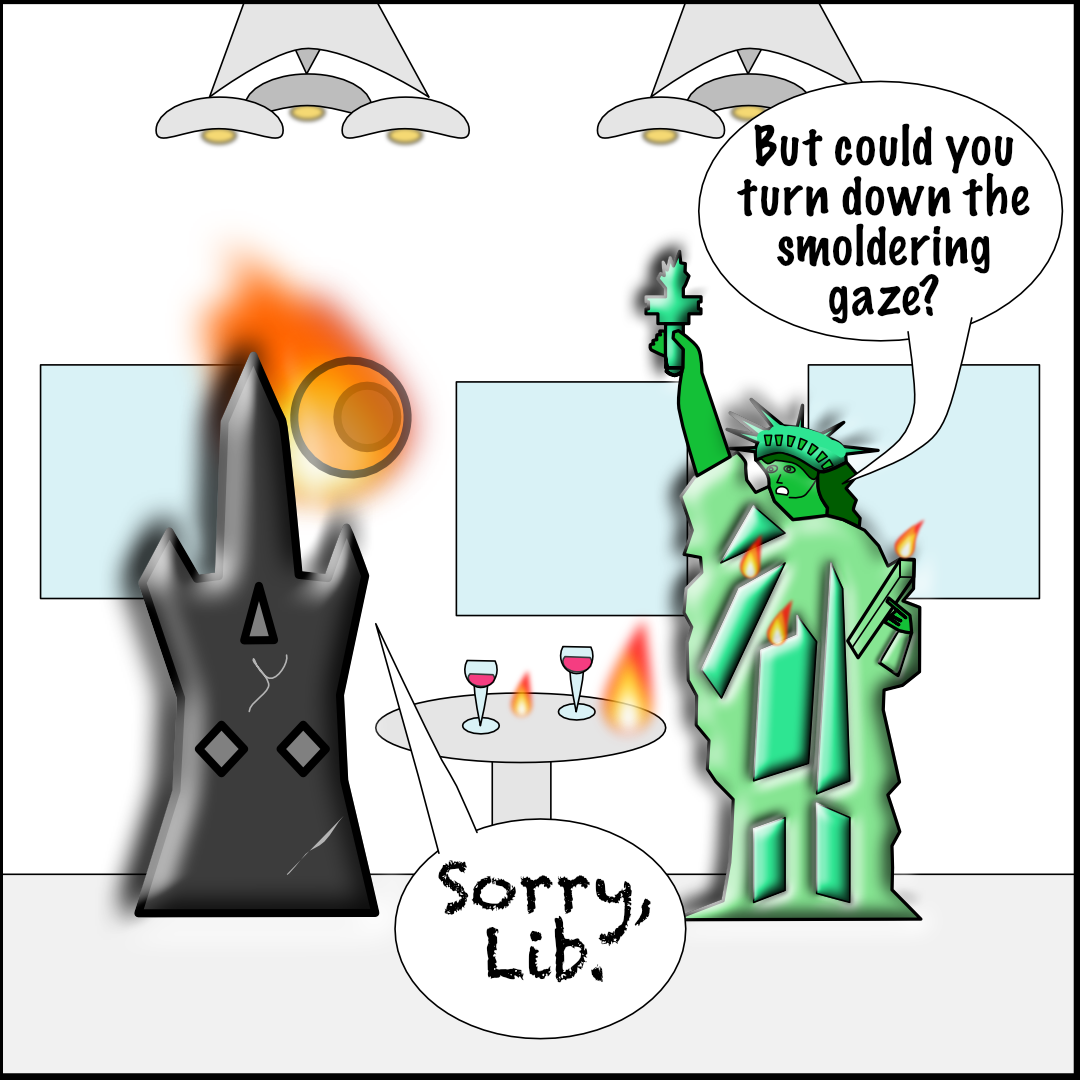 But could you
turn down the
smoldering
gaze?
Sorry,
Lib.